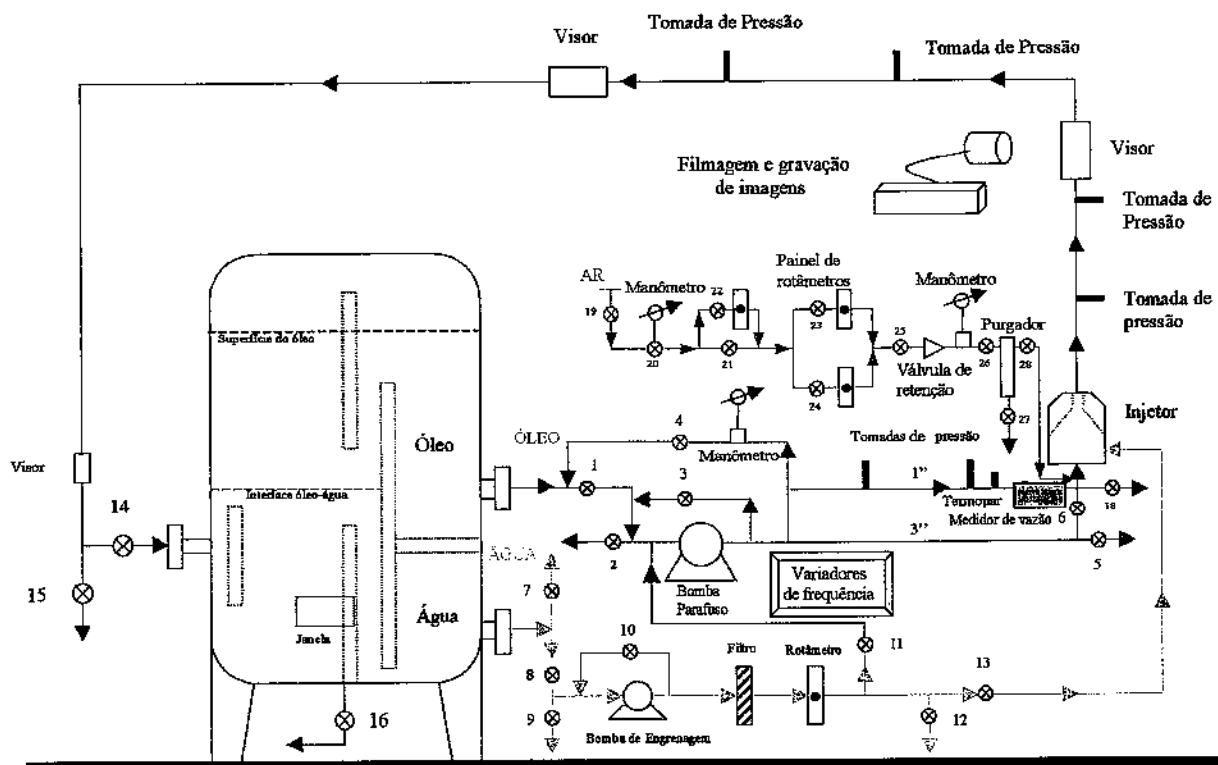 Tomada de Pressão
Visor
Tomada de Pressão
Visor
Filmagem e gravação
de imagens
Tomada de
Pressão
Tomada de
pressão
AR
Manômetro
Painel de
rotâmetros
Manômetro
19
22
23
25
Purgador
20
21
24
26
28
27
Válvula de
retenção
Injetor
Superfície do óleo
Óleo
ÓLEO
4
Manômetro
Tomadas de pressão
1
3
1”
Termopar
Medidor de vazão
6
18
Visor
Interface óleo-água
14
15
ÁGUA
2
Bomba
Parafuso
3”
5
Variadores
de frequência
7
Água
Janela
16
8
9
10
Bomba de Engrenagem
Filtro
Rotâmetro
11
13
12